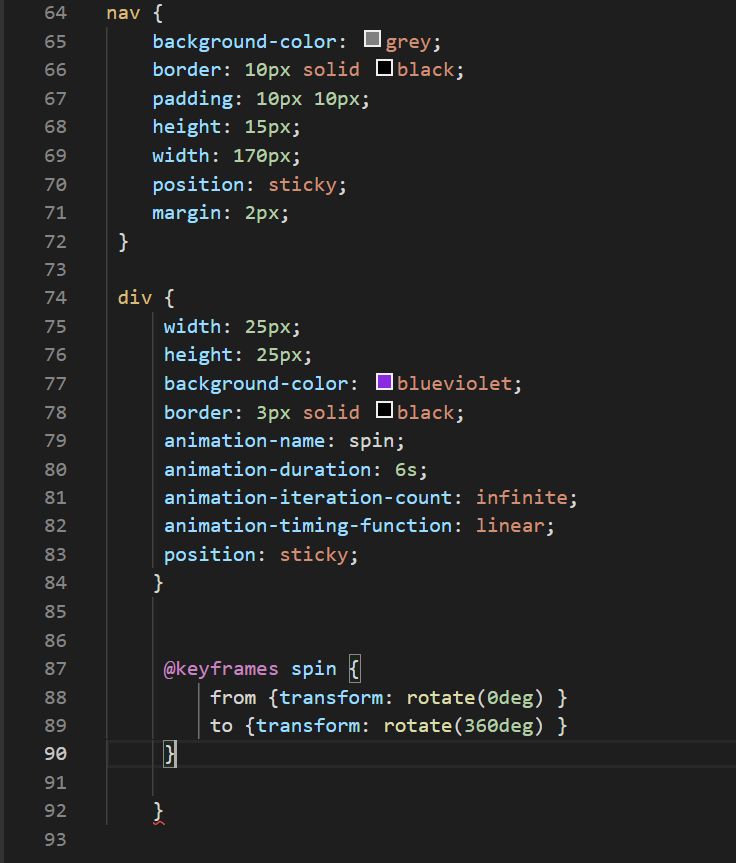 64 nav {
65 background-color: grey;
66 border: 10px solid black;
67 padding: 10px 10px;
68 height: 15px;
69 width: 170px;
70 position: sticky;
71 margin: 2px;
72 }
73
74 div {
75 width: 25px;
76 height: 25px;
77 background-color: blueviolet;
78 border: 3px solid black;
79 animation-name: spin;
80 animation-duration: 6s;
81 animation-iteration-count: infinite;
82 animation-timing-function: linear;
83 position: sticky;
84 }
85
86
87 @keyframes spin {
88 from {transform: rotate(0deg) }
89 to {transform: rotate(360deg) }
90 }
91
92 }
93